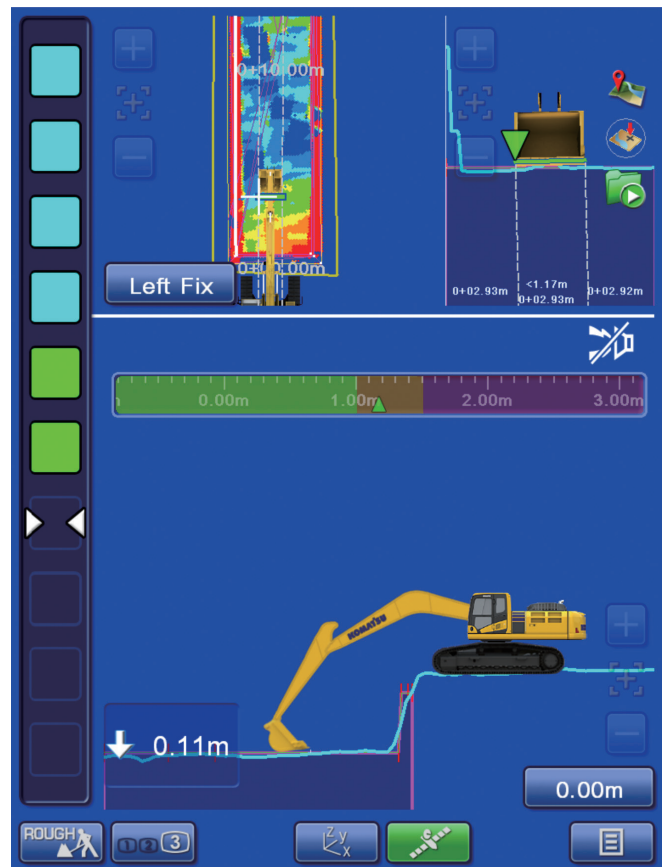 0+10.00m
0+00.00m
Left Fix
0+02.93m
<1.17m
0+02.93m
0+02.92m
0.00m
1.00m
2.00m
3.00m
KOMATSU
0.11m
0.00m
ROUGH
1 2 3
Z y
x